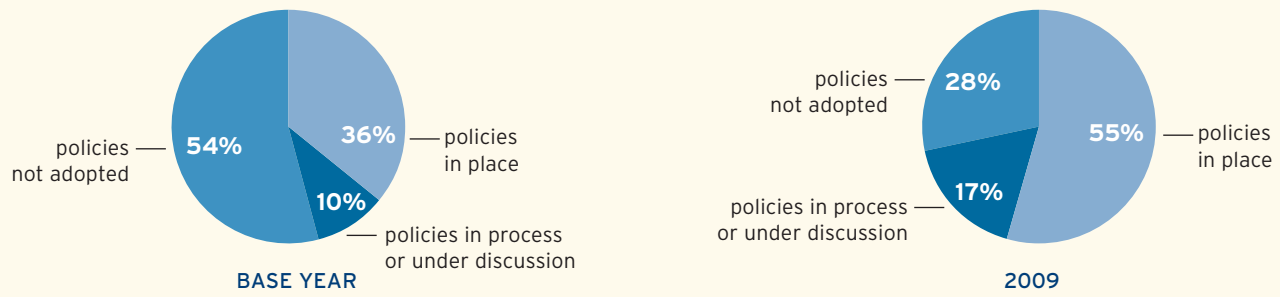 54%
36%
10%
policies
not adopted
policies
in place
policies in process
or under discussion
BASE YEAR
28%
55%
17%
policies
not adopted
policies
in place
policies in process
or under discussion
2009